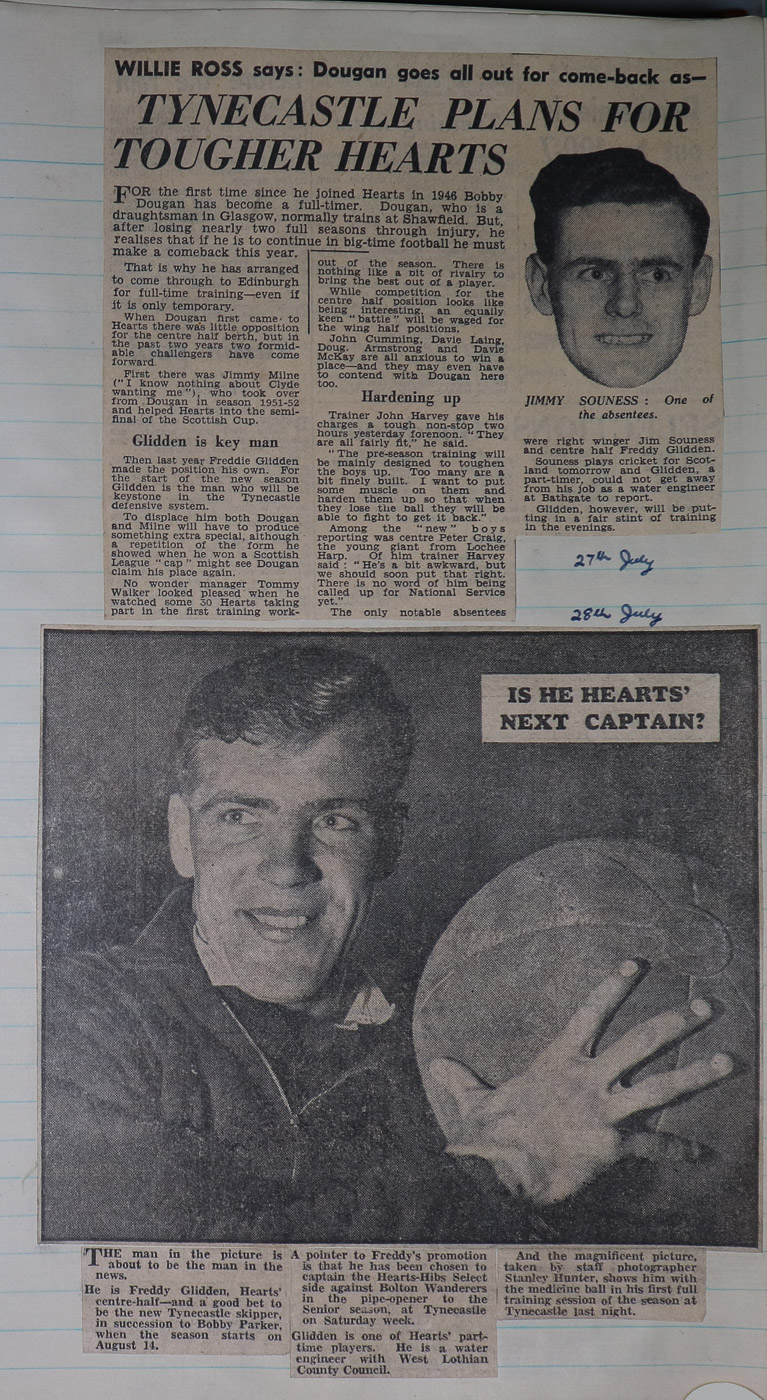 WILLIE ROSS says: Dougan goes all out for come-back as—
TYNECASTLE PLANS FOR
TOUGHER HEARTS
FOR the first time since he joined Hearts in 1946 Bobby
Dougan has become a full-timer. Dougan, who is a
draughtsman in Glasgow, normally trains at Shawfield. But,
after losing nearly two full seasons through injury, he
realises that if he is to continue in big-time football he must
make a comeback this year.
That is why he has arranged
to come through to Edinburgh
for full-time training—even if
it is only temporary.
When Dougan first came to
Hearts there was little opposition
for the centre half berth, but in
the past two years two formid-
able challengers have come
forward.
First there was Jimmy Milne
("I know nothing about Clyde
wanting me"), who took over
from Dougan in season 1951-52
and helped Hearts into the semi-
final of the Scottish Cup.
Glidden is key man
Then last year Freddie Glidden
made the position his own. For
the start of the new season
Glidden is the man who will be
keystone in the Tynecastle
defensive system.
To displace him both Dougan
and Milne will have to produce
something extra special, although
a repetition of the form he
showed when he won a Scottish
League "cap" might see Dougan
claim his place again.
No wonder manager Tommy
Walker looked pleased when he
watched some 30 Hearts taking
part in the first training work-
out of the season. There is
nothing like a bit of rivalry to
bring the best out of a player.
While competition for the
centre half position looks like
being interesting, an equally
keen "battle" will be waged for
the wing half positions.
John Cumming, Davie Laing,
Doug. Armstrong and Davie
McKay are all anxious to win a
place—and they may even have
to contend with Dougan here
too.
Hardening up
Trainer John Harvey gave his
charges a tough non-stop two
hours yesterday forenoon. "They
are all fairly fit," he said.
"The pre-season training will
be mainly designed to toughen
the boys up. Too many are a
bit finely built. I want to put
some muscle on them and
harden them up so that when
they lose the ball they will be
able to fight to get it back."
Among the "new" boys
reporting was centre Peter Craig,
the young giant from Lochee
Harp. Of him trainer Harvey
said: "He's a bit awkward, but
we should soon put that right.
There is no word of him being
called up for National Service
yet."
The only notable absentees
JIMMY SOUNESS: One of
the absentees.
were right winger Jim Souness
and centre half Freddy Glidden.
Souness plays cricket for Scot-
land tomorrow and Glidden, a
part-timer, could not get away
from his job as a water engineer
at Bathgate to report.
Glidden, however, will be put-
ting in a fair stint of training
in the evenings.
27th July
28th July
IS HE HEARTS'
NEXT CAPTAIN?
THE man in the picture is
about to be the man in the
news.
He is Freddy Glidden, Hearts'
centre-half—and a good bet to
be the new Tynecastle skipper,
in succession to Bobby Parker,
when the season starts on
August 14.
A pointer to Freddy's promotion
is that he has been chosen to
captain the Hearts-Hibs Select
side against Bolton Wanderers
in the pipe-opener to the
Senior season, at Tynecastle
on Saturday week.
Glidden is one of Hearts' part-
time players. He is a water
engineer with West Lothian
County Council.
And the magnificent picture,
taken by staff photographer
Stanley Hunter, shows him with
the medicine ball in his first full
training session of the season at
Tynecastle last night.